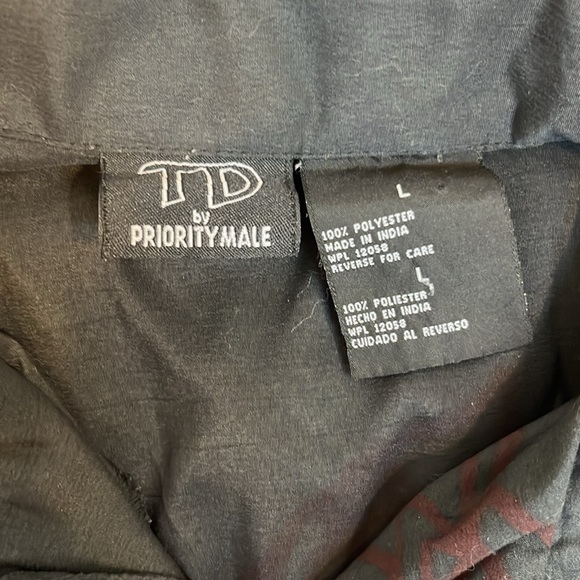 TD
by
PRIORITYMALE
L
100% POLYESTER
MADE IN INDIA
WPL 12058
REVERSE FOR CARE
L
100% POLIESTER
HECHO EN INDIA
WPL 12058
CUIDADO AL REVERSO